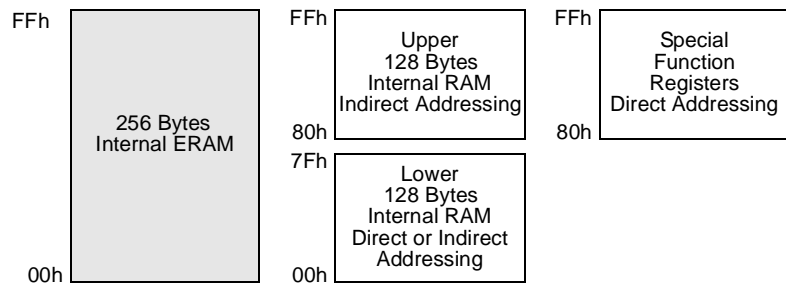 FFh
256 Bytes
Internal ERAM
00h
FFh
Upper
128 Bytes
Internal RAM
Indirect Addressing
80h
7Fh
Lower
128 Bytes
Internal RAM
Direct or Indirect
Addressing
00h
FFh
Special
Function
Registers
Direct Addressing
80h